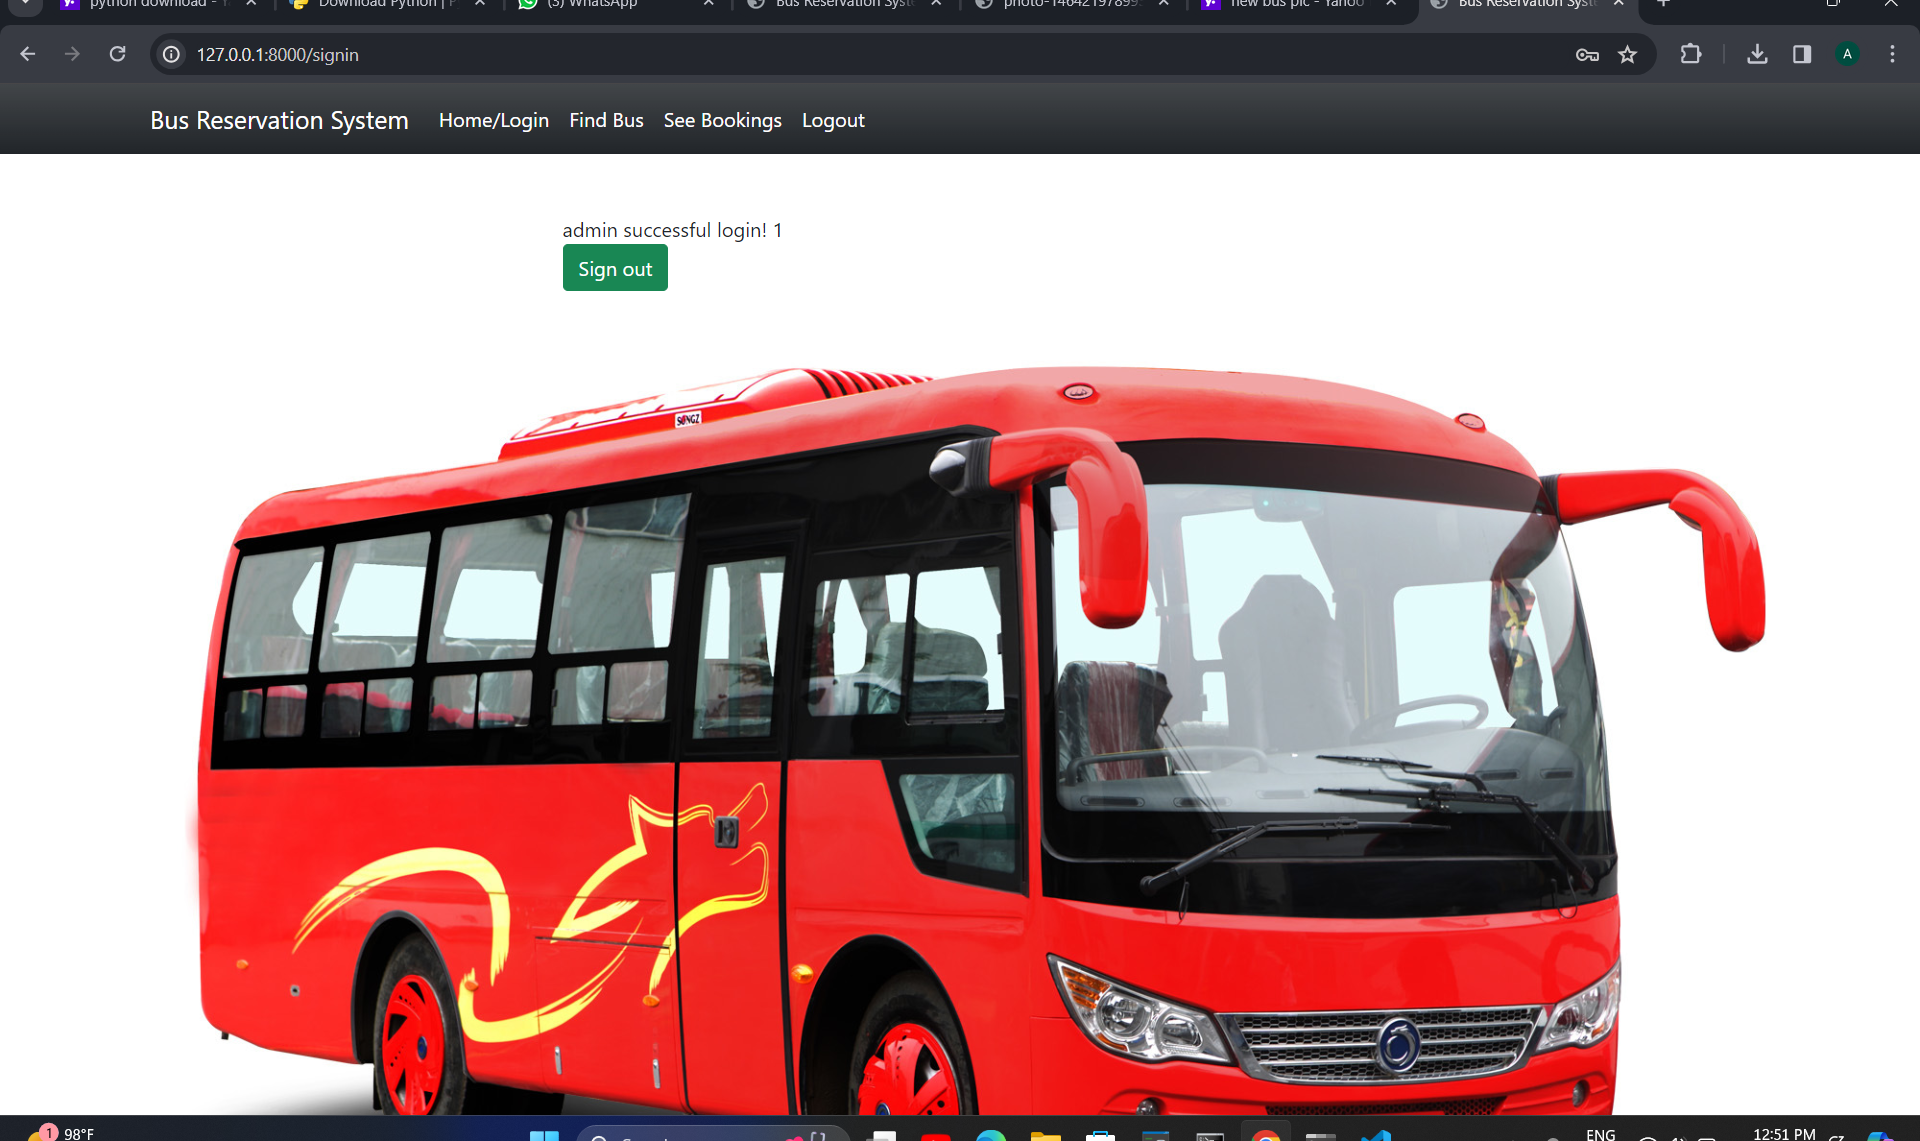 python download - Y
Download Python | P
(3) WhatsApp
Bus Reservation Syst
photo-1464219789
new bus pic - Yahoo
Bus Reservation Syst
127.0.0.1:8000/signin
A
Bus Reservation System
Home/Login
Find Bus
See Bookings
Logout
admin successful login! 1
Sign out
SONGZ
1
98°F
ENG
12:51 PM